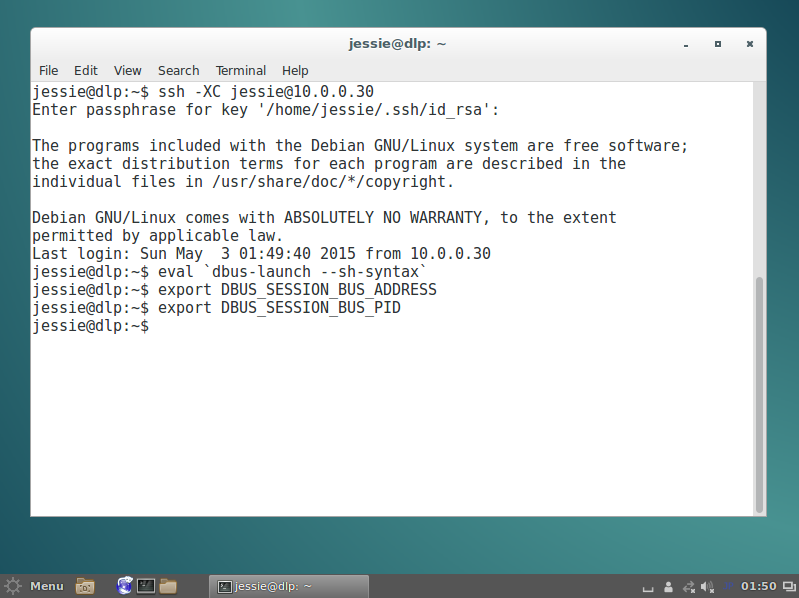 jessie@dlp: ~
File Edit View Search Terminal Help
jessie@dlp:~$ ssh -XC jessie@10.0.0.30
Enter passphrase for key '/home/jessie/.ssh/id_rsa':
The programs included with the Debian GNU/Linux system are free software;
the exact distribution terms for each program are described in the
individual files in /usr/share/doc/*/copyright.
Debian GNU/Linux comes with ABSOLUTELY NO WARRANTY, to the extent
permitted by applicable law.
Last login: Sun May  3 01:49:40 2015 from 10.0.0.30
jessie@dlp:~$ eval `dbus-launch --sh-syntax`
jessie@dlp:~$ export DBUS_SESSION_BUS_ADDRESS
jessie@dlp:~$ export DBUS_SESSION_BUS_PID
jessie@dlp:~$
Menu jessie@dlp: ~ 01:50